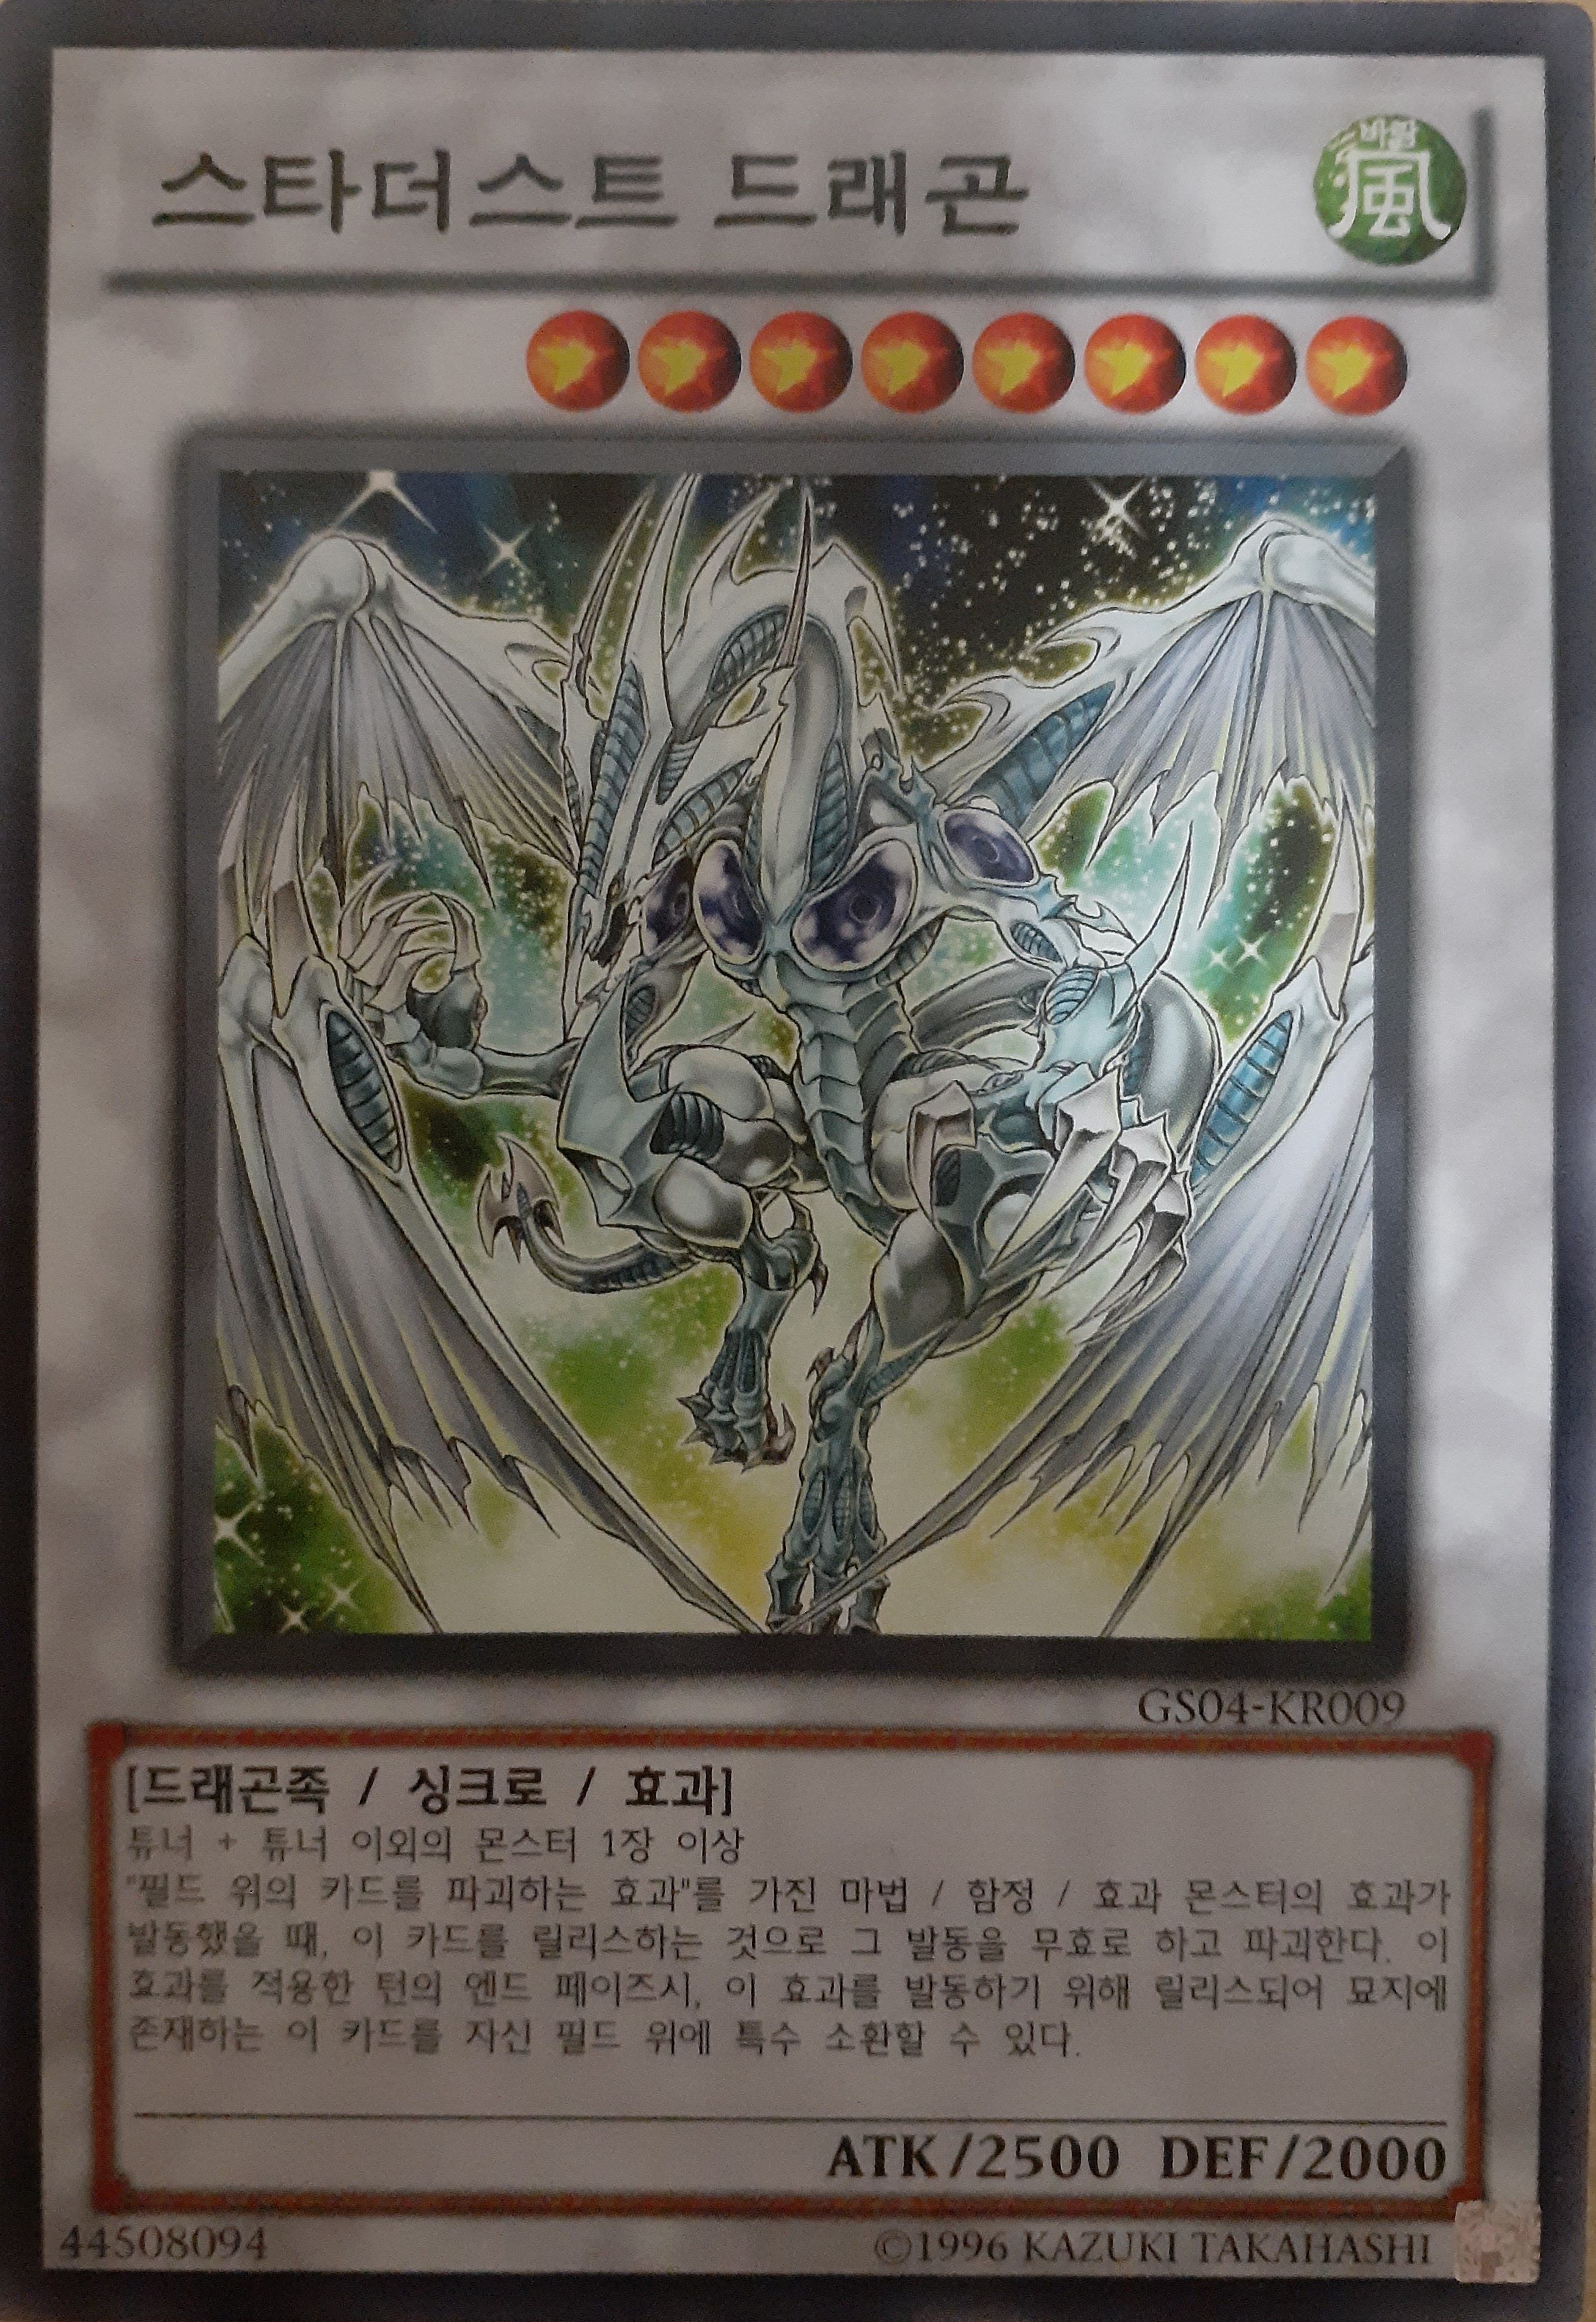 스타더스트 드래곤
바람
風
GS04-KR009
[드래곤족 / 싱크로 / 효과]
튜너 + 튜너 이외의 몬스터 1장 이상
"필드 위의 카드를 파괴하는 효과"를 가진 마법 / 함정 / 효과 몬스터의 효과가
발동했을 때, 이 카드를 릴리스하는 것으로 그 발동을 무효로 하고 파괴한다. 이
효과를 적용한 턴의 엔드 페이즈시, 이 효과를 발동하기 위해 릴리스되어 묘지에
존재하는 이 카드를 자신 필드 위에 특수 소환할 수 있다.
ATK/2500 DEF/2000
44508094
©1996 KAZUKI TAKAHASHI